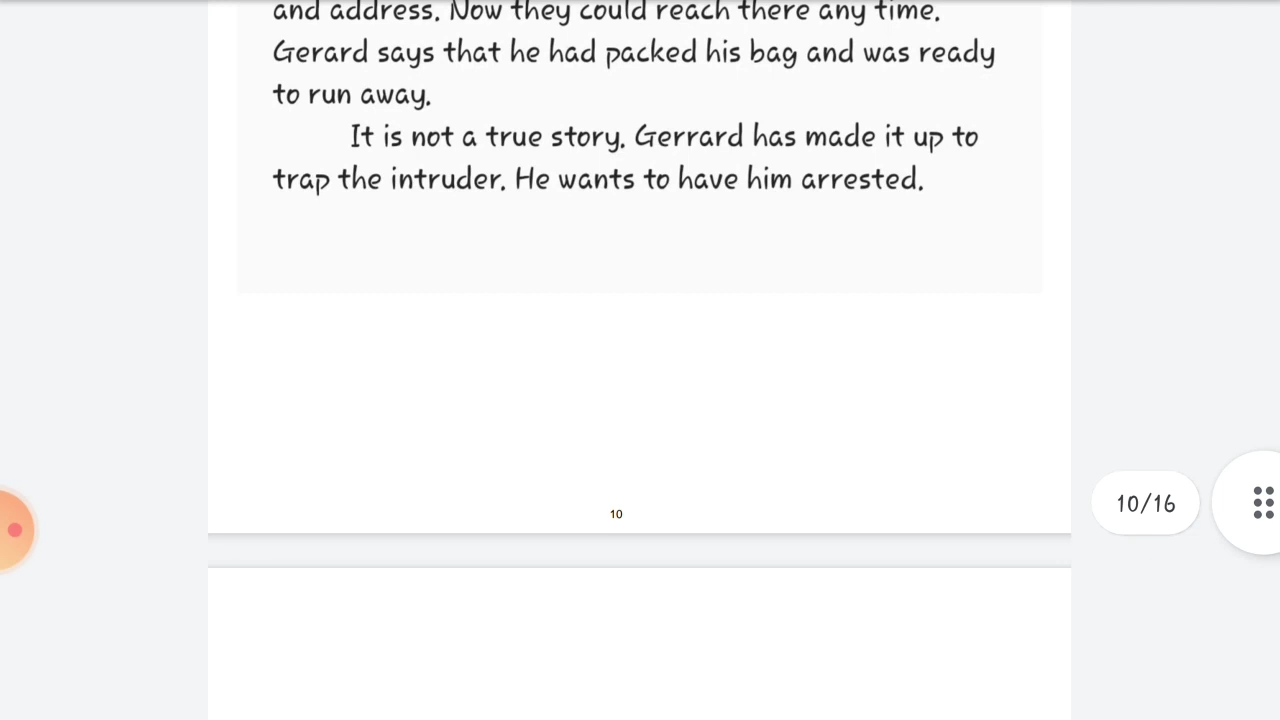 and address. Now they could reach there any time.
Gerard says that he had packed his bag and was ready
to run away.
It is not a true story. Gerrard has made it up to
trap the intruder. He wants to have him arrested.
10
10/16